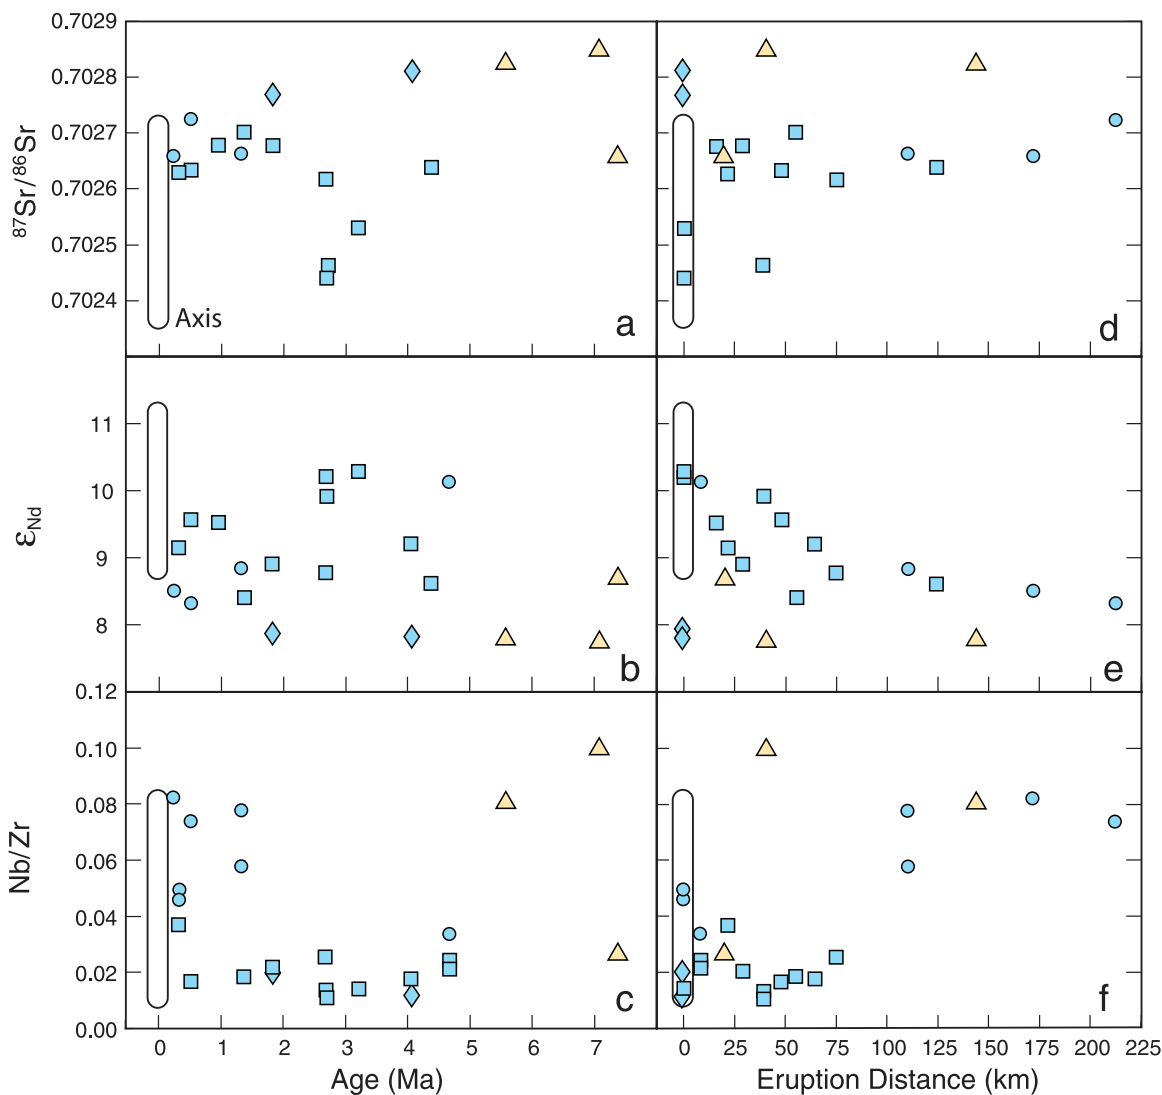 0.7029
0.7028
0.7027
0.7026
0.7025
0.7024
87Sr/86Sr
Axis
a
d
11
10
9
8
εNd
b
e
0.12
0.10
0.08
0.06
0.04
0.02
0.00
Nb/Zr
c
f
0 1 2 3 4 5 6 7
0 25 50 75 100 125 150 175 200 225
Age (Ma)
Eruption Distance (km)